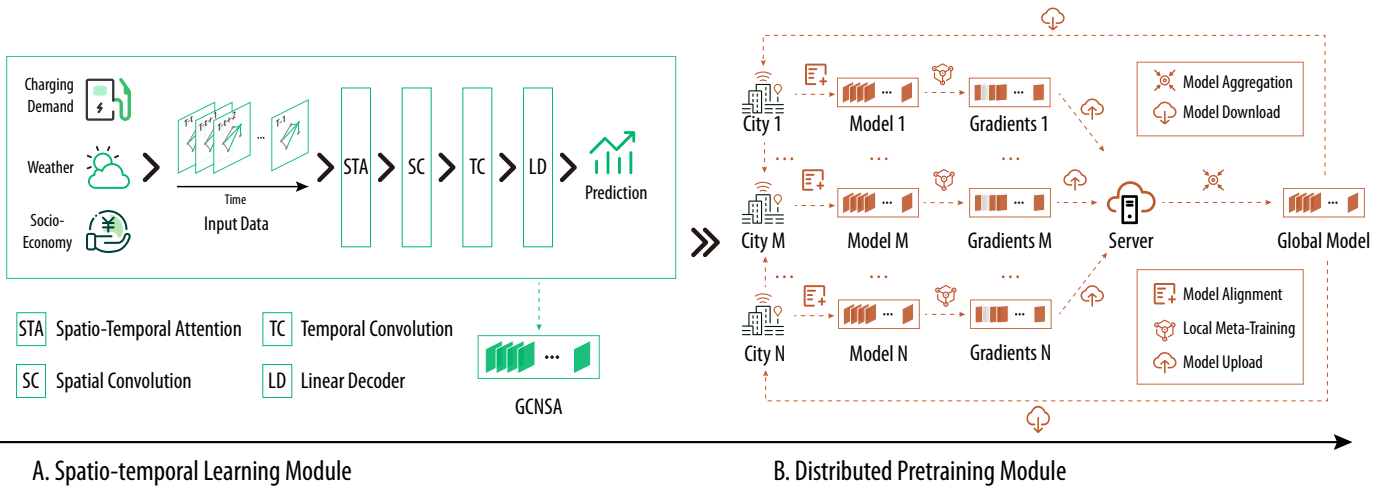 Charging
Demand
Weather
Socio-
Economy
Time
Input Data
STA
SC
TC
LD
Prediction
STA Spatio-Temporal Attention
TC Temporal Convolution
SC Spatial Convolution
LD Linear Decoder
GCNSA
City 1
Model 1
Gradients 1
... ... ...
City M
Model M
Gradients M
Server
Global Model
... ... ...
City N
Model N
Gradients N
Model Aggregation
Model Download
Model Alignment
Local Meta-Training
Model Upload
A. Spatio-temporal Learning Module
B. Distributed Pretraining Module